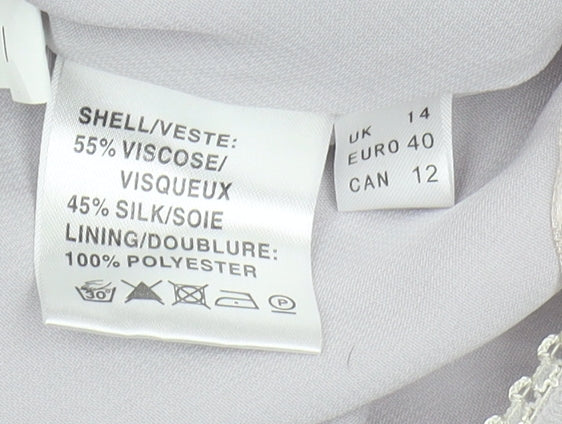 SHELL/VESTE:
55% VISCOSE/
VISQUEUX
45% SILK/SOIE
LINING/DOUBLURE:
100% POLYESTER
30° P
UK 14
EURO 40
CAN 12